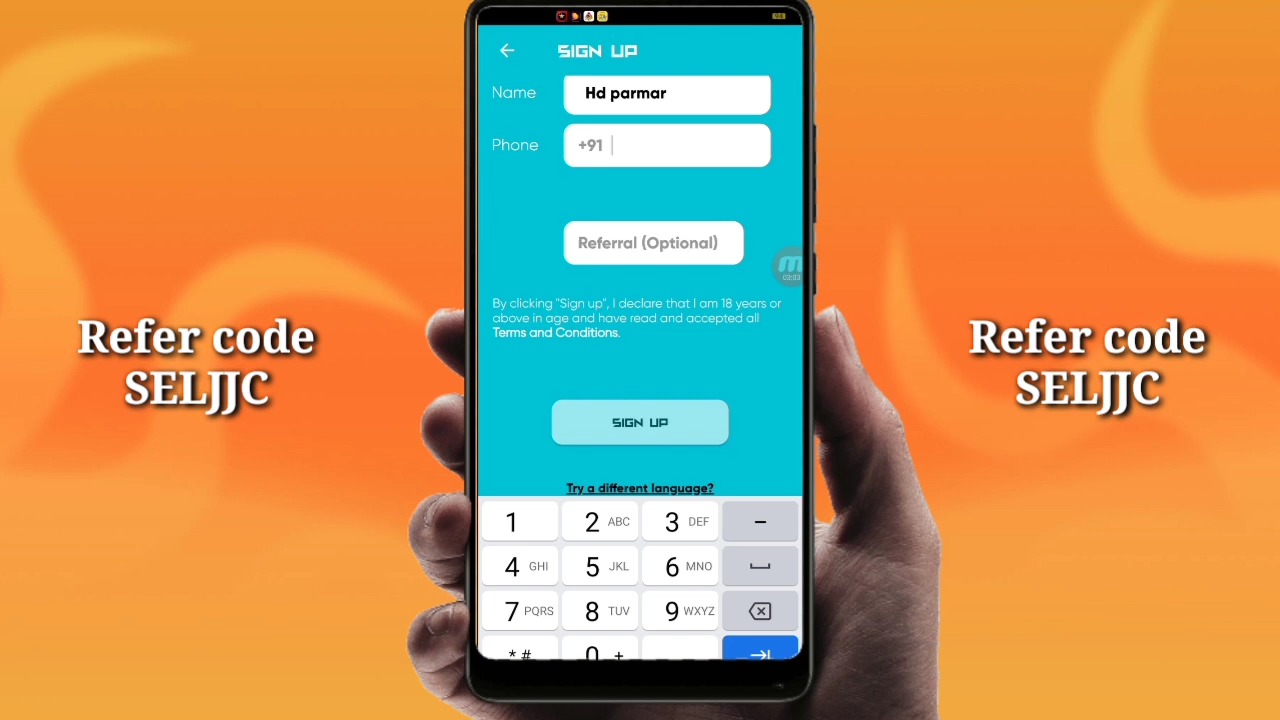 94
SIGN UP
Name
Hd parmar
Phone
+91
Referral (Optional)
03:03
By clicking "Sign up", I declare that I am 18 years or
above in age and have read and accepted all
Terms and Conditions.
SIGN UP
Try a different language?
1
2 ABC
3 DEF
–
4 GHI
5 JKL
6 MNO
7 PQRS
8 TUV
9 WXYZ
* #
0 +
Refer code
SELJJC
Refer code
SELJJC